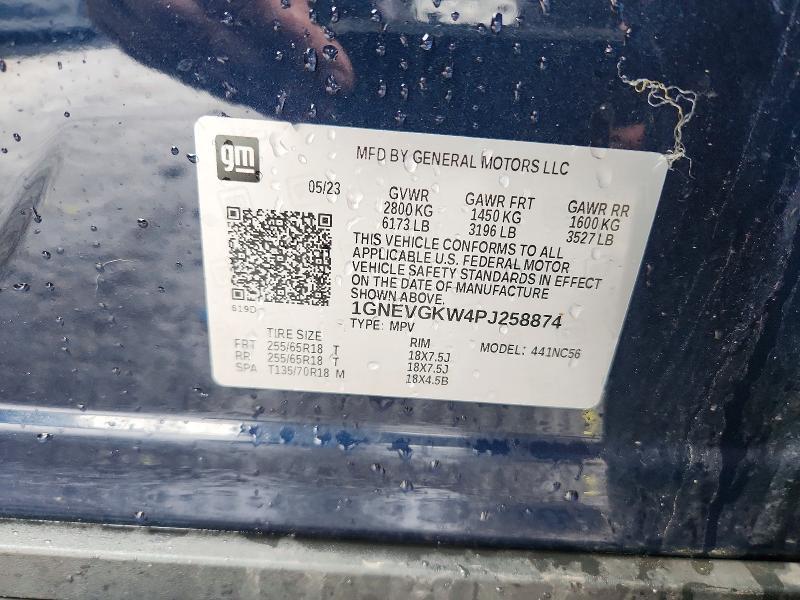 gm
MFD BY GENERAL MOTORS LLC
05/23 GVWR GAWR FRT GAWR RR
2800 KG 1450 KG 1600 KG
6173 LB 3196 LB 3527 LB
THIS VEHICLE CONFORMS TO ALL
APPLICABLE U.S. FEDERAL MOTOR
VEHICLE SAFETY STANDARDS IN EFFECT
ON THE DATE OF MANUFACTURE
SHOWN ABOVE.
619D
1GNEVGKW4PJ258874
TYPE: MPV
TIRE SIZE RIM MODEL: 441NC56
FRT 255/65R18 T 18X7.5J
RR 255/65R18 T 18X7.5J
SPA T135/70R18 M 18X4.5B